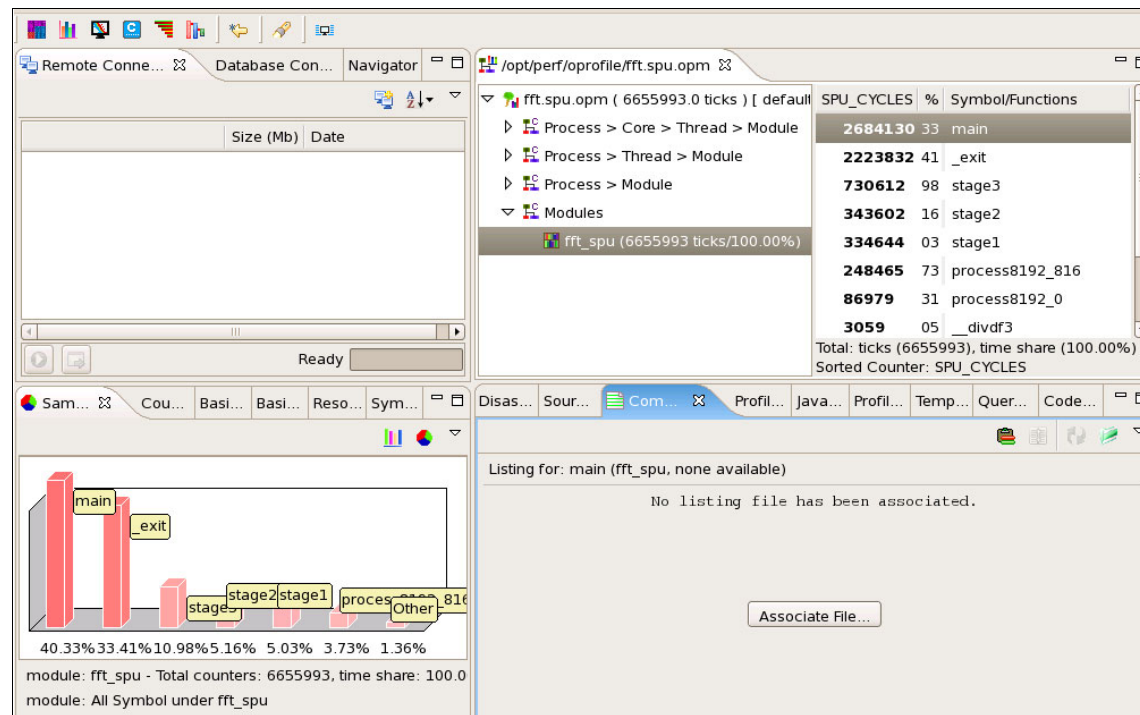 Remote Conne...
Database Con...
Navigator
Size (Mb) Date
Ready
/opt/perf/oprofile/fft.spu.opm
fft.spu.opm ( 6655993.0 ticks ) [ default
Process > Core > Thread > Module
Process > Thread > Module
Process > Module
Modules
fft_spu (6655993 ticks/100.00%)
SPU_CYCLES % Symbol/Functions
2684130 33 main
2223832 41 _exit
730612 98 stage3
343602 16 stage2
334644 03 stage1
248465 73 process8192_816
86979 31 process8192_0
3059 05 __divdf3
Total: ticks (6655993), time share (100.00%)
Sorted Counter: SPU_CYCLES
Sam... Cou... Basi... Basi... Reso... Sym...
main
_exit
stage3
stage2
stage1
process8192_816
Other
40.33% 33.41% 10.98% 5.16% 5.03% 3.73% 1.36%
module: fft_spu - Total counters: 6655993, time share: 100.0
module: All Symbol under fft_spu
Disas... Sour... Com... Profil... Java... Profil... Temp... Quer... Code...
Listing for: main (fft_spu, none available)
No listing file has been associated.
Associate File...